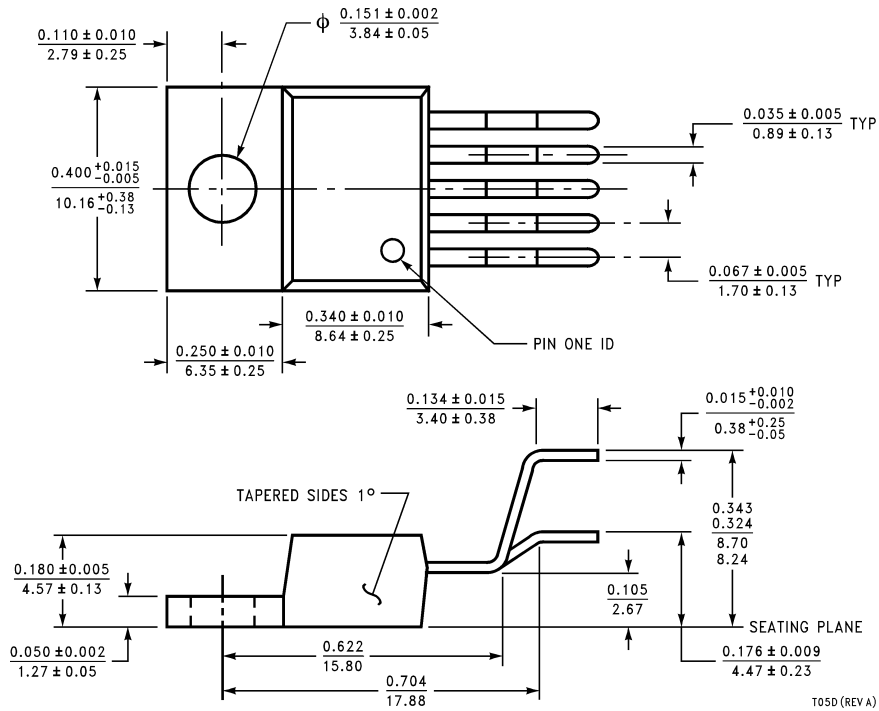 0.110 ± 0.010
2.79 ± 0.25
ϕ 0.151 ± 0.002
3.84 ± 0.05
0.035 ± 0.005
0.89 ± 0.13 TYP
0.400 +0.015 -0.005
10.16 +0.38 -0.13
0.067 ± 0.005
1.70 ± 0.13 TYP
0.340 ± 0.010
8.64 ± 0.25
PIN ONE ID
0.250 ± 0.010
6.35 ± 0.25
0.134 ± 0.015
3.40 ± 0.38
0.015 +0.010 -0.002
0.38 +0.25 -0.05
TAPERED SIDES 1°
0.343
0.324
8.70
8.24
0.180 ± 0.005
4.57 ± 0.13
0.105
2.67
SEATING PLANE
0.050 ± 0.002
1.27 ± 0.05
0.622
15.80
0.176 ± 0.009
4.47 ± 0.23
0.704
17.88
T05D (REV A)